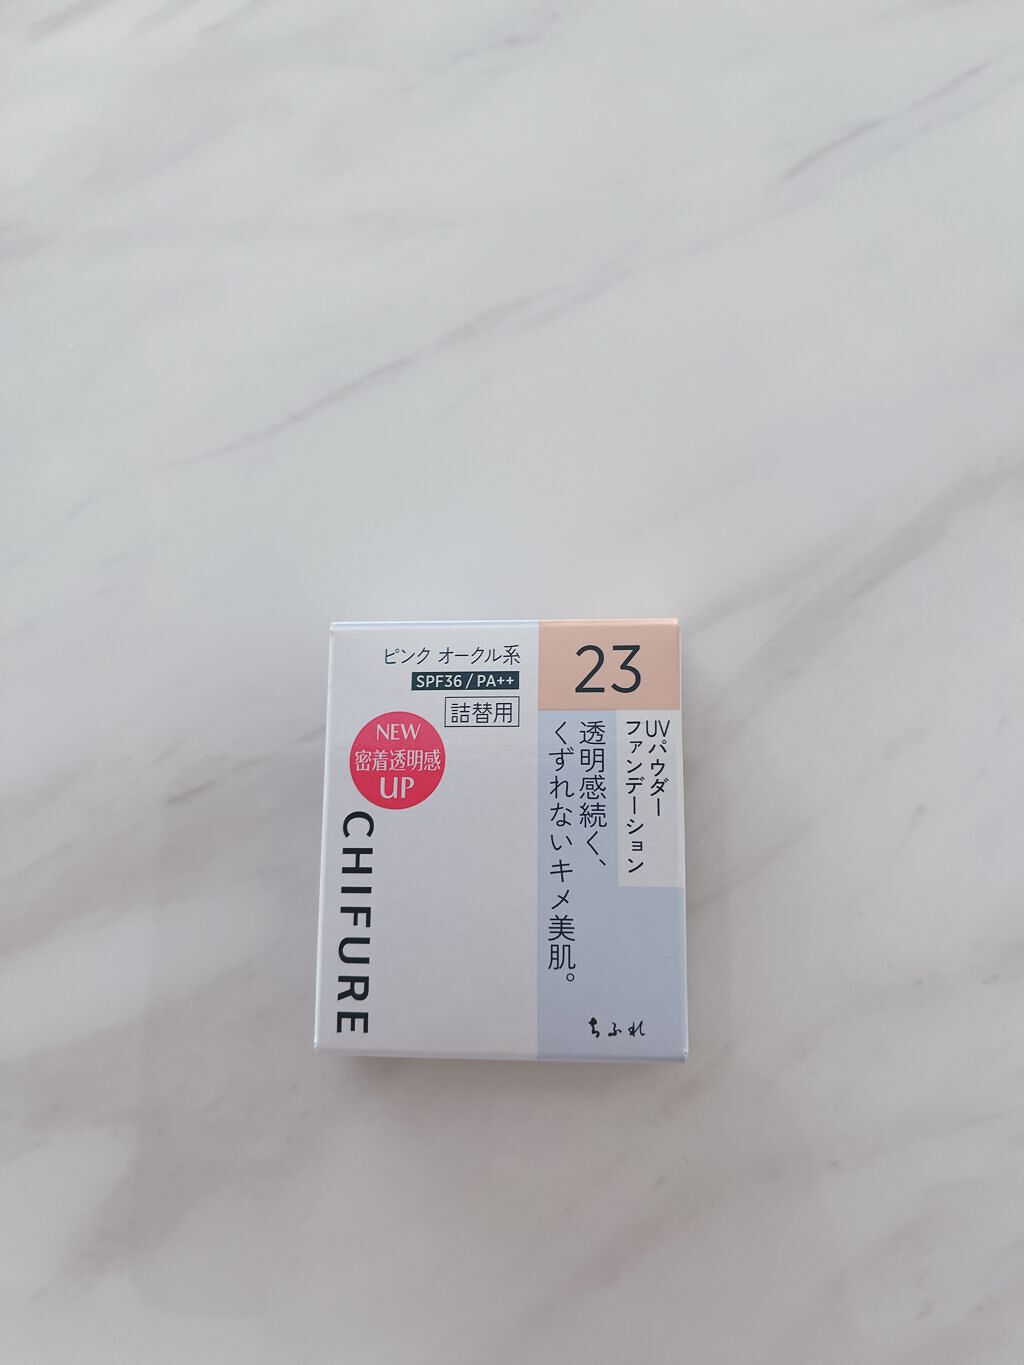 ピンク オークル系
SPF36 / PA++
詰替用
NEW
密着透明感
UP
CHIFURE
23
UVパウダー
ファンデーション
透明感続く、
くずれないキメ美肌。
ちふれ